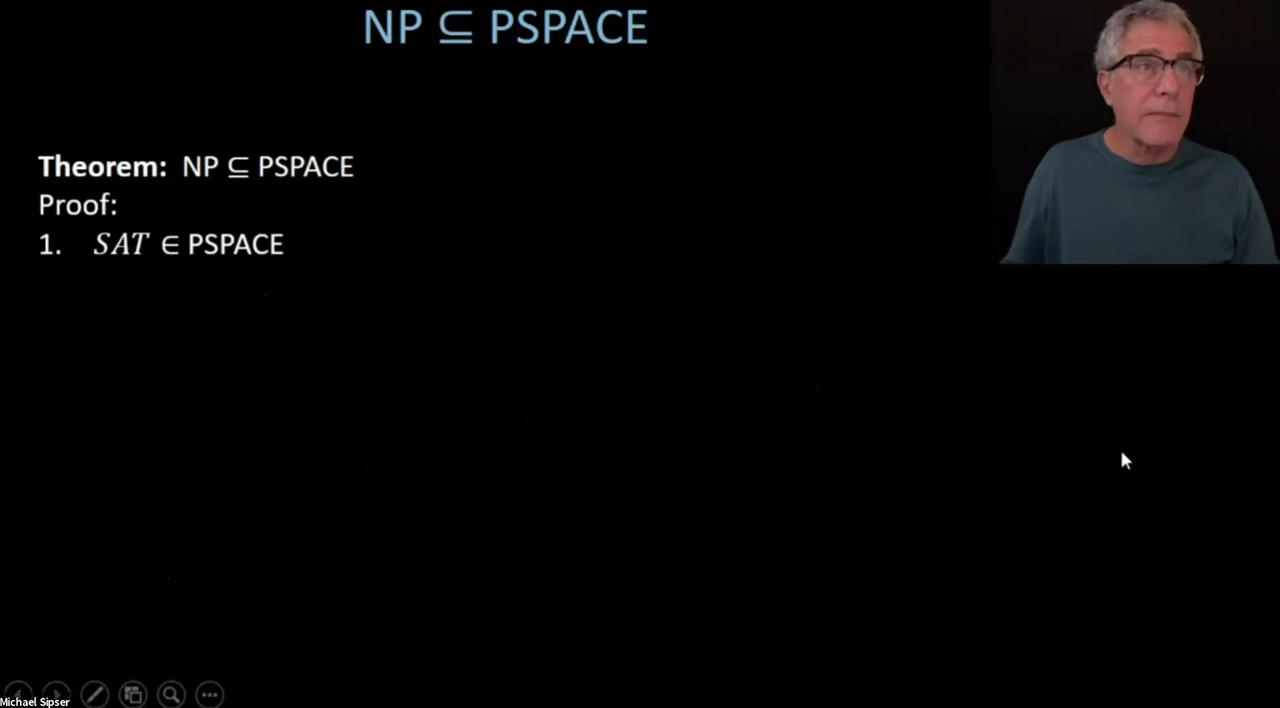 NP ⊆ PSPACE
Theorem: NP ⊆ PSPACE
Proof:
1. SAT ∈ PSPACE
Michael Sipser